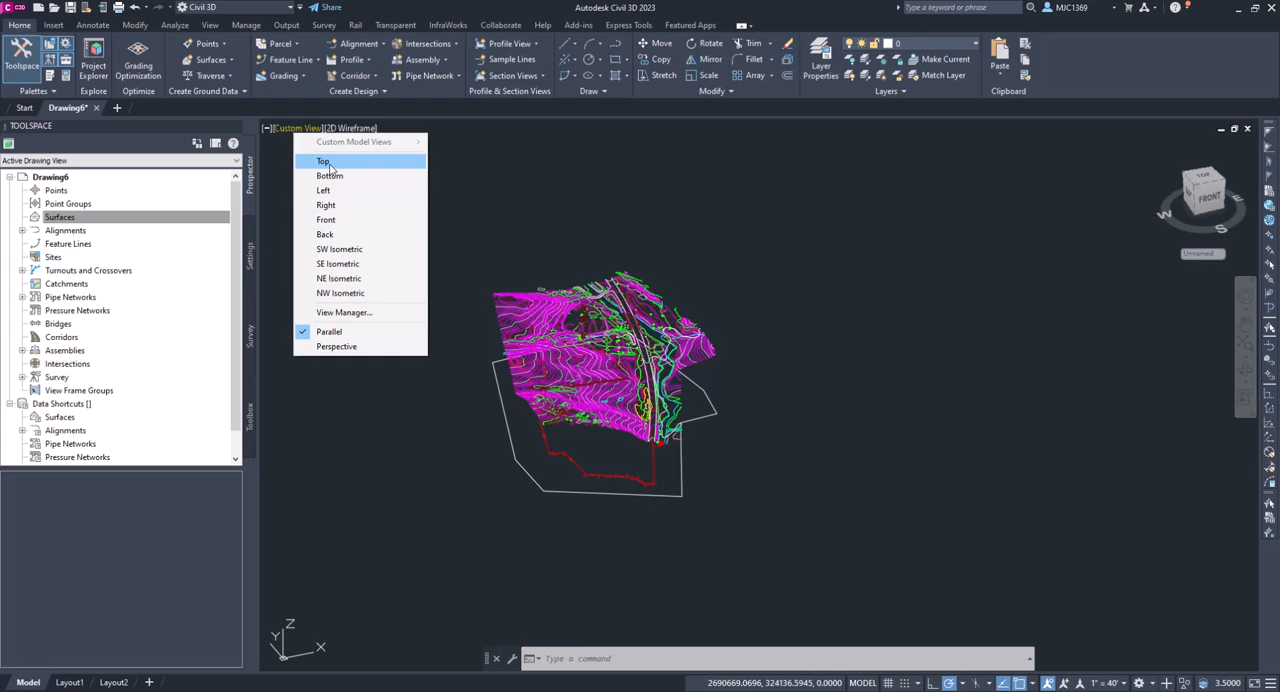 C3D Civil 3D Share Autodesk Civil 3D 2023 Type a keyword or phrase MJC1369
Home Insert Annotate Modify Analyze View Manage Output Survey Rail Transparent InfraWorks Collaborate Help Add-ins Express Tools Featured Apps
Toolspace Project Explorer Grading Optimization Points Parcel Alignment Intersections Profile View Move Rotate Trim Layer Properties 0 Paste
Surfaces Feature Line Profile Assembly Sample Lines Copy Mirror Fillet Make Current
Traverse Grading Corridor Pipe Network Section Views Stretch Scale Array Match Layer
Palettes Explore Optimize Create Ground Data Create Design Profile & Section Views Draw Modify Layers Clipboard
Start Drawing6*
TOOLSPACE
Active Drawing View
Drawing6
Points
Point Groups
Surfaces
Alignments
Feature Lines
Sites
Turnouts and Crossovers
Catchments
Pipe Networks
Pressure Networks
Bridges
Corridors
Assemblies
Intersections
Survey
View Frame Groups
Data Shortcuts []
Surfaces
Alignments
Pipe Networks
Pressure Networks
Prospector
Settings
Survey
Toolbox
[−][Custom View][2D Wireframe]
Custom Model Views
Top
Bottom
Left
Right
Front
Back
SW Isometric
SE Isometric
NE Isometric
NW Isometric
View Manager...
Parallel
Perspective
TOP
FRONT
W
E
S
Unnamed
Z
Y
X
Type a command
Model Layout1 Layout2 2690669.0696, 324136.5945, 0.0000 MODEL 1" = 40' 3.5000